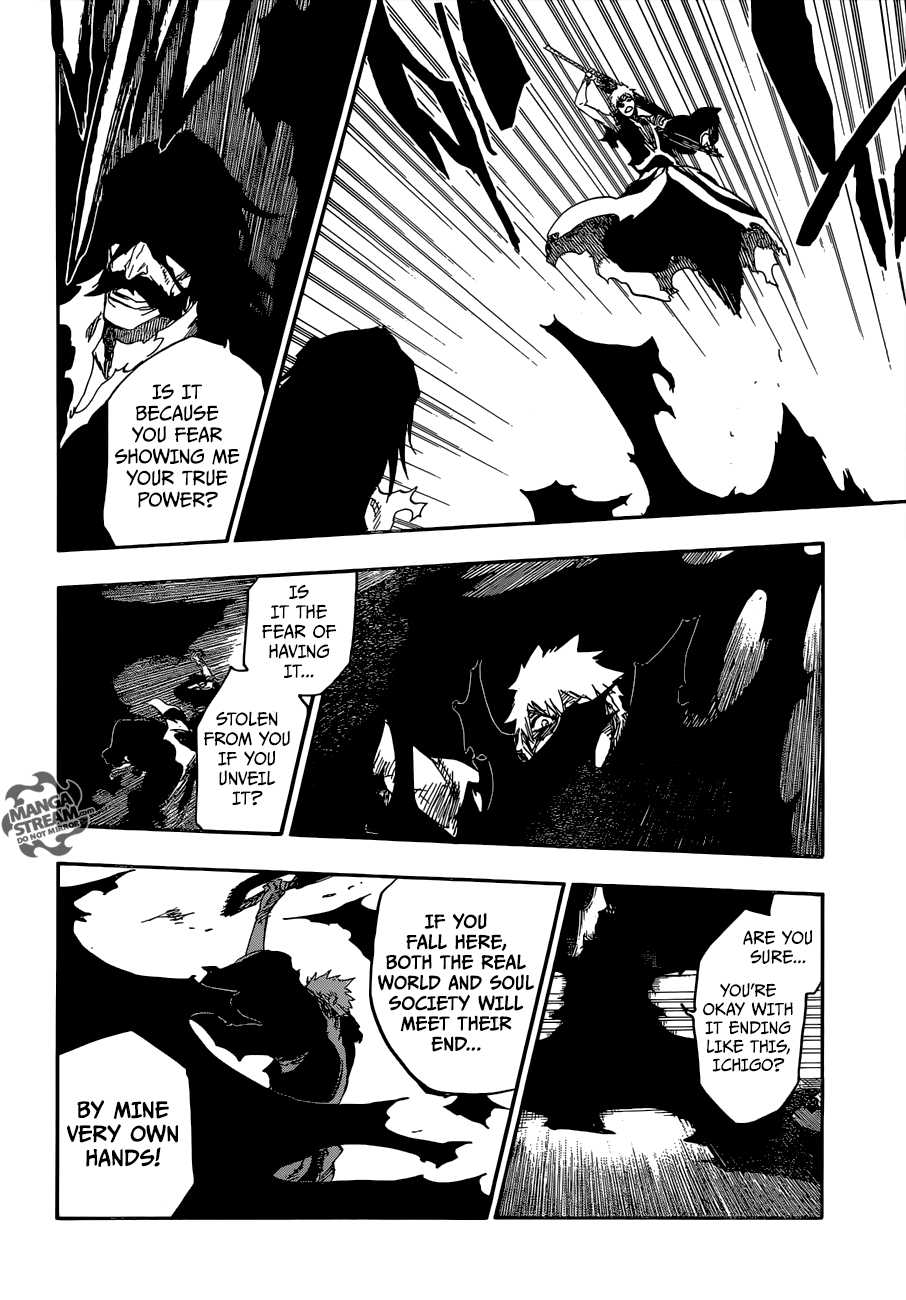 IS IT
BECAUSE
YOU FEAR
SHOWING ME
YOUR TRUE
POWER?
IS
IT THE
FEAR OF
HAVING
IT...
STOLEN
FROM YOU
IF YOU
UNVEIL
IT?
MANGA
STREAM.com
DO NOT MIRROR
ARE YOU
SURE...
YOU'RE
OKAY WITH
IT ENDING
LIKE THIS,
ICHIGO?
IF YOU
FALL HERE,
BOTH THE REAL
WORLD AND SOUL
SOCIETY WILL
MEET THEIR
END...
BY MINE
VERY OWN
HANDS!